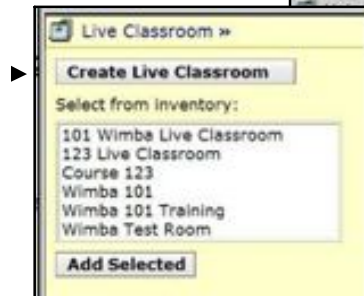 Live Classroom »
Create Live Classroom
Select from inventory:
101 Wimba Live Classroom
123 Live Classroom
Course 123
Wimba 101
Wimba 101 Training
Wimba Test Room
Add Selected